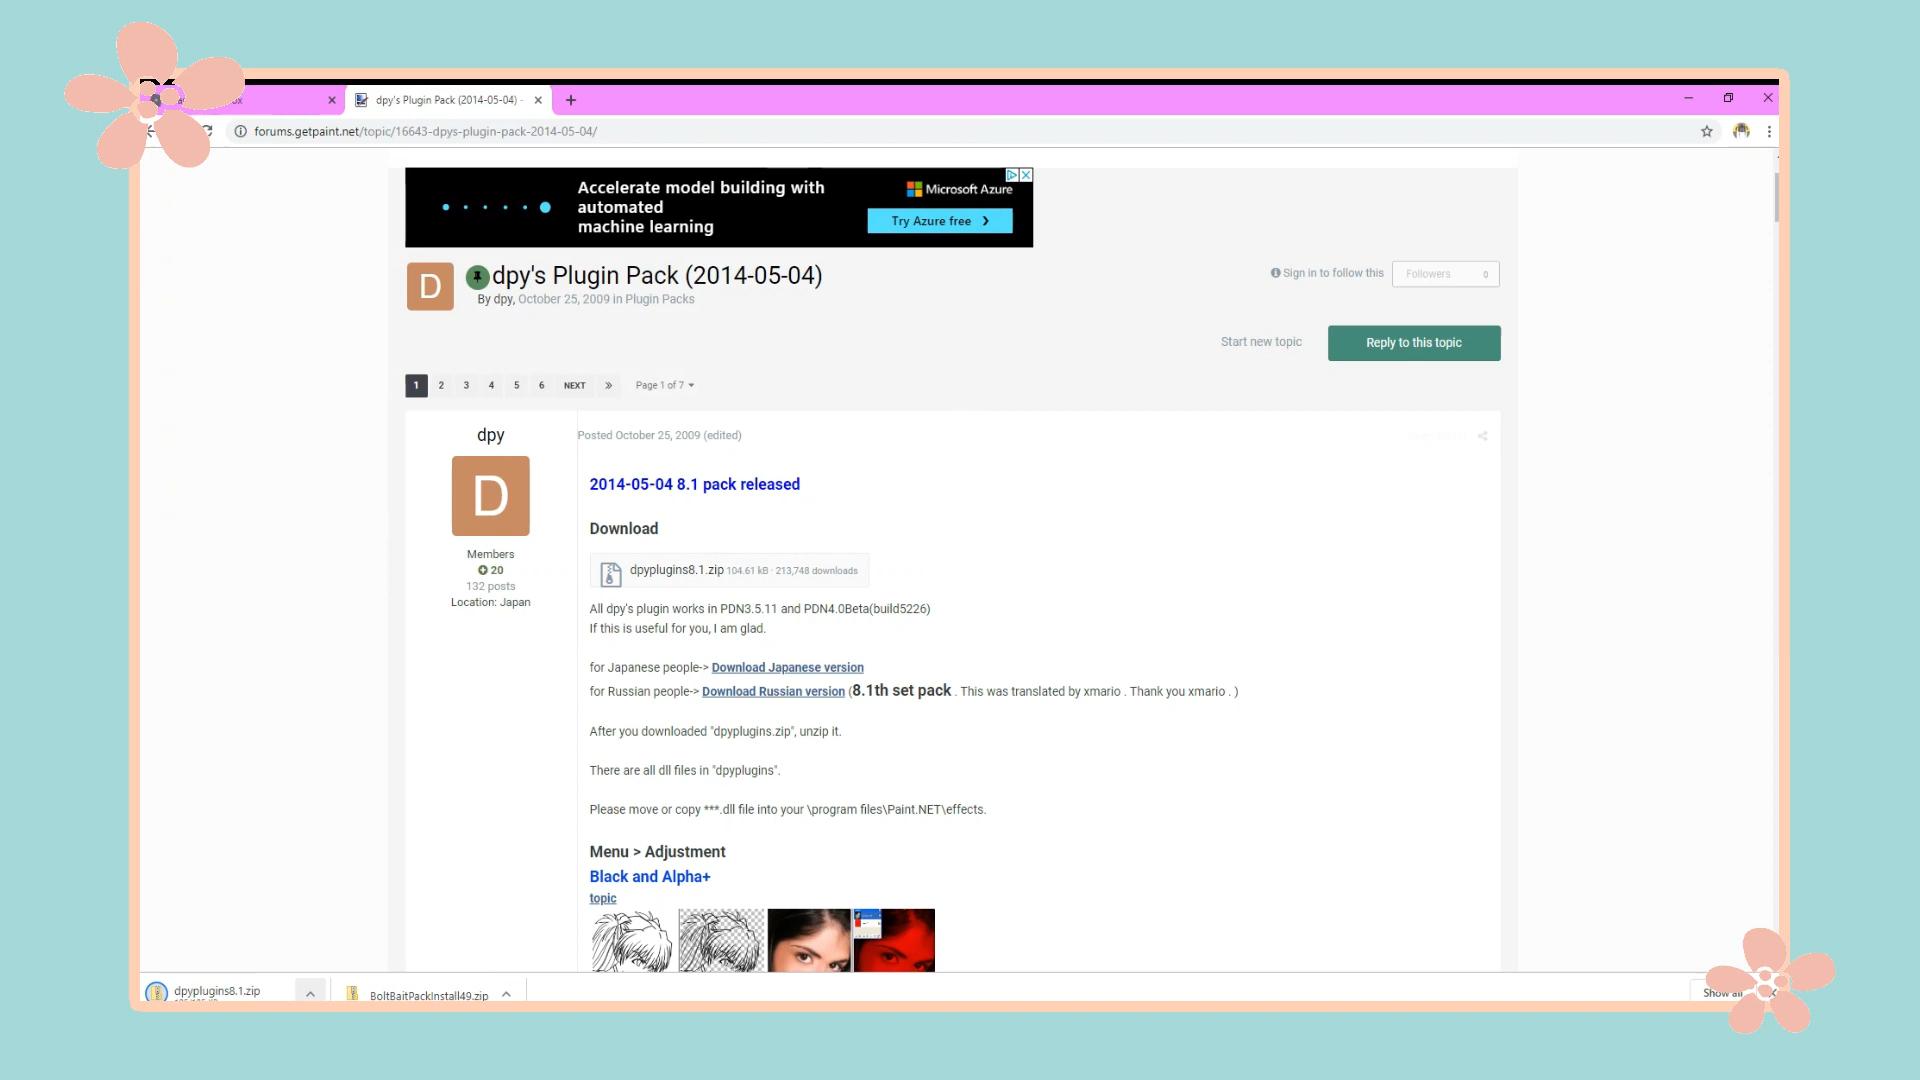 dpy's Plugin Pack (2014-05-04) -
forums.getpaint.net/topic/16643-dpys-plugin-pack-2014-05-04/
Accelerate model building with
automated
machine learning
Microsoft Azure
Try Azure free
D
dpy's Plugin Pack (2014-05-04)
By dpy, October 25, 2009 in Plugin Packs
Sign in to follow this
Followers 0
Start new topic
Reply to this topic
1 2 3 4 5 6 NEXT » Page 1 of 7
dpy
D
Members
20
132 posts
Location: Japan
Posted October 25, 2009 (edited)
2014-05-04 8.1 pack released
Download
dpyplugins8.1.zip 104.61 kB · 213,748 downloads
All dpy's plugin works in PDN3.5.11 and PDN4.0Beta(build5226)
If this is useful for you, I am glad.
for Japanese people-> Download Japanese version
for Russian people-> Download Russian version (8.1th set pack . This was translated by xmario . Thank you xmario . )
After you downloaded "dpyplugins.zip", unzip it.
There are all dll files in "dpyplugins".
Please move or copy ***.dll file into your \program files\Paint.NET\effects.
Menu > Adjustment
Black and Alpha+
topic
dpyplugins8.1.zip
BoltBaitPackInstall49.zip
Show all